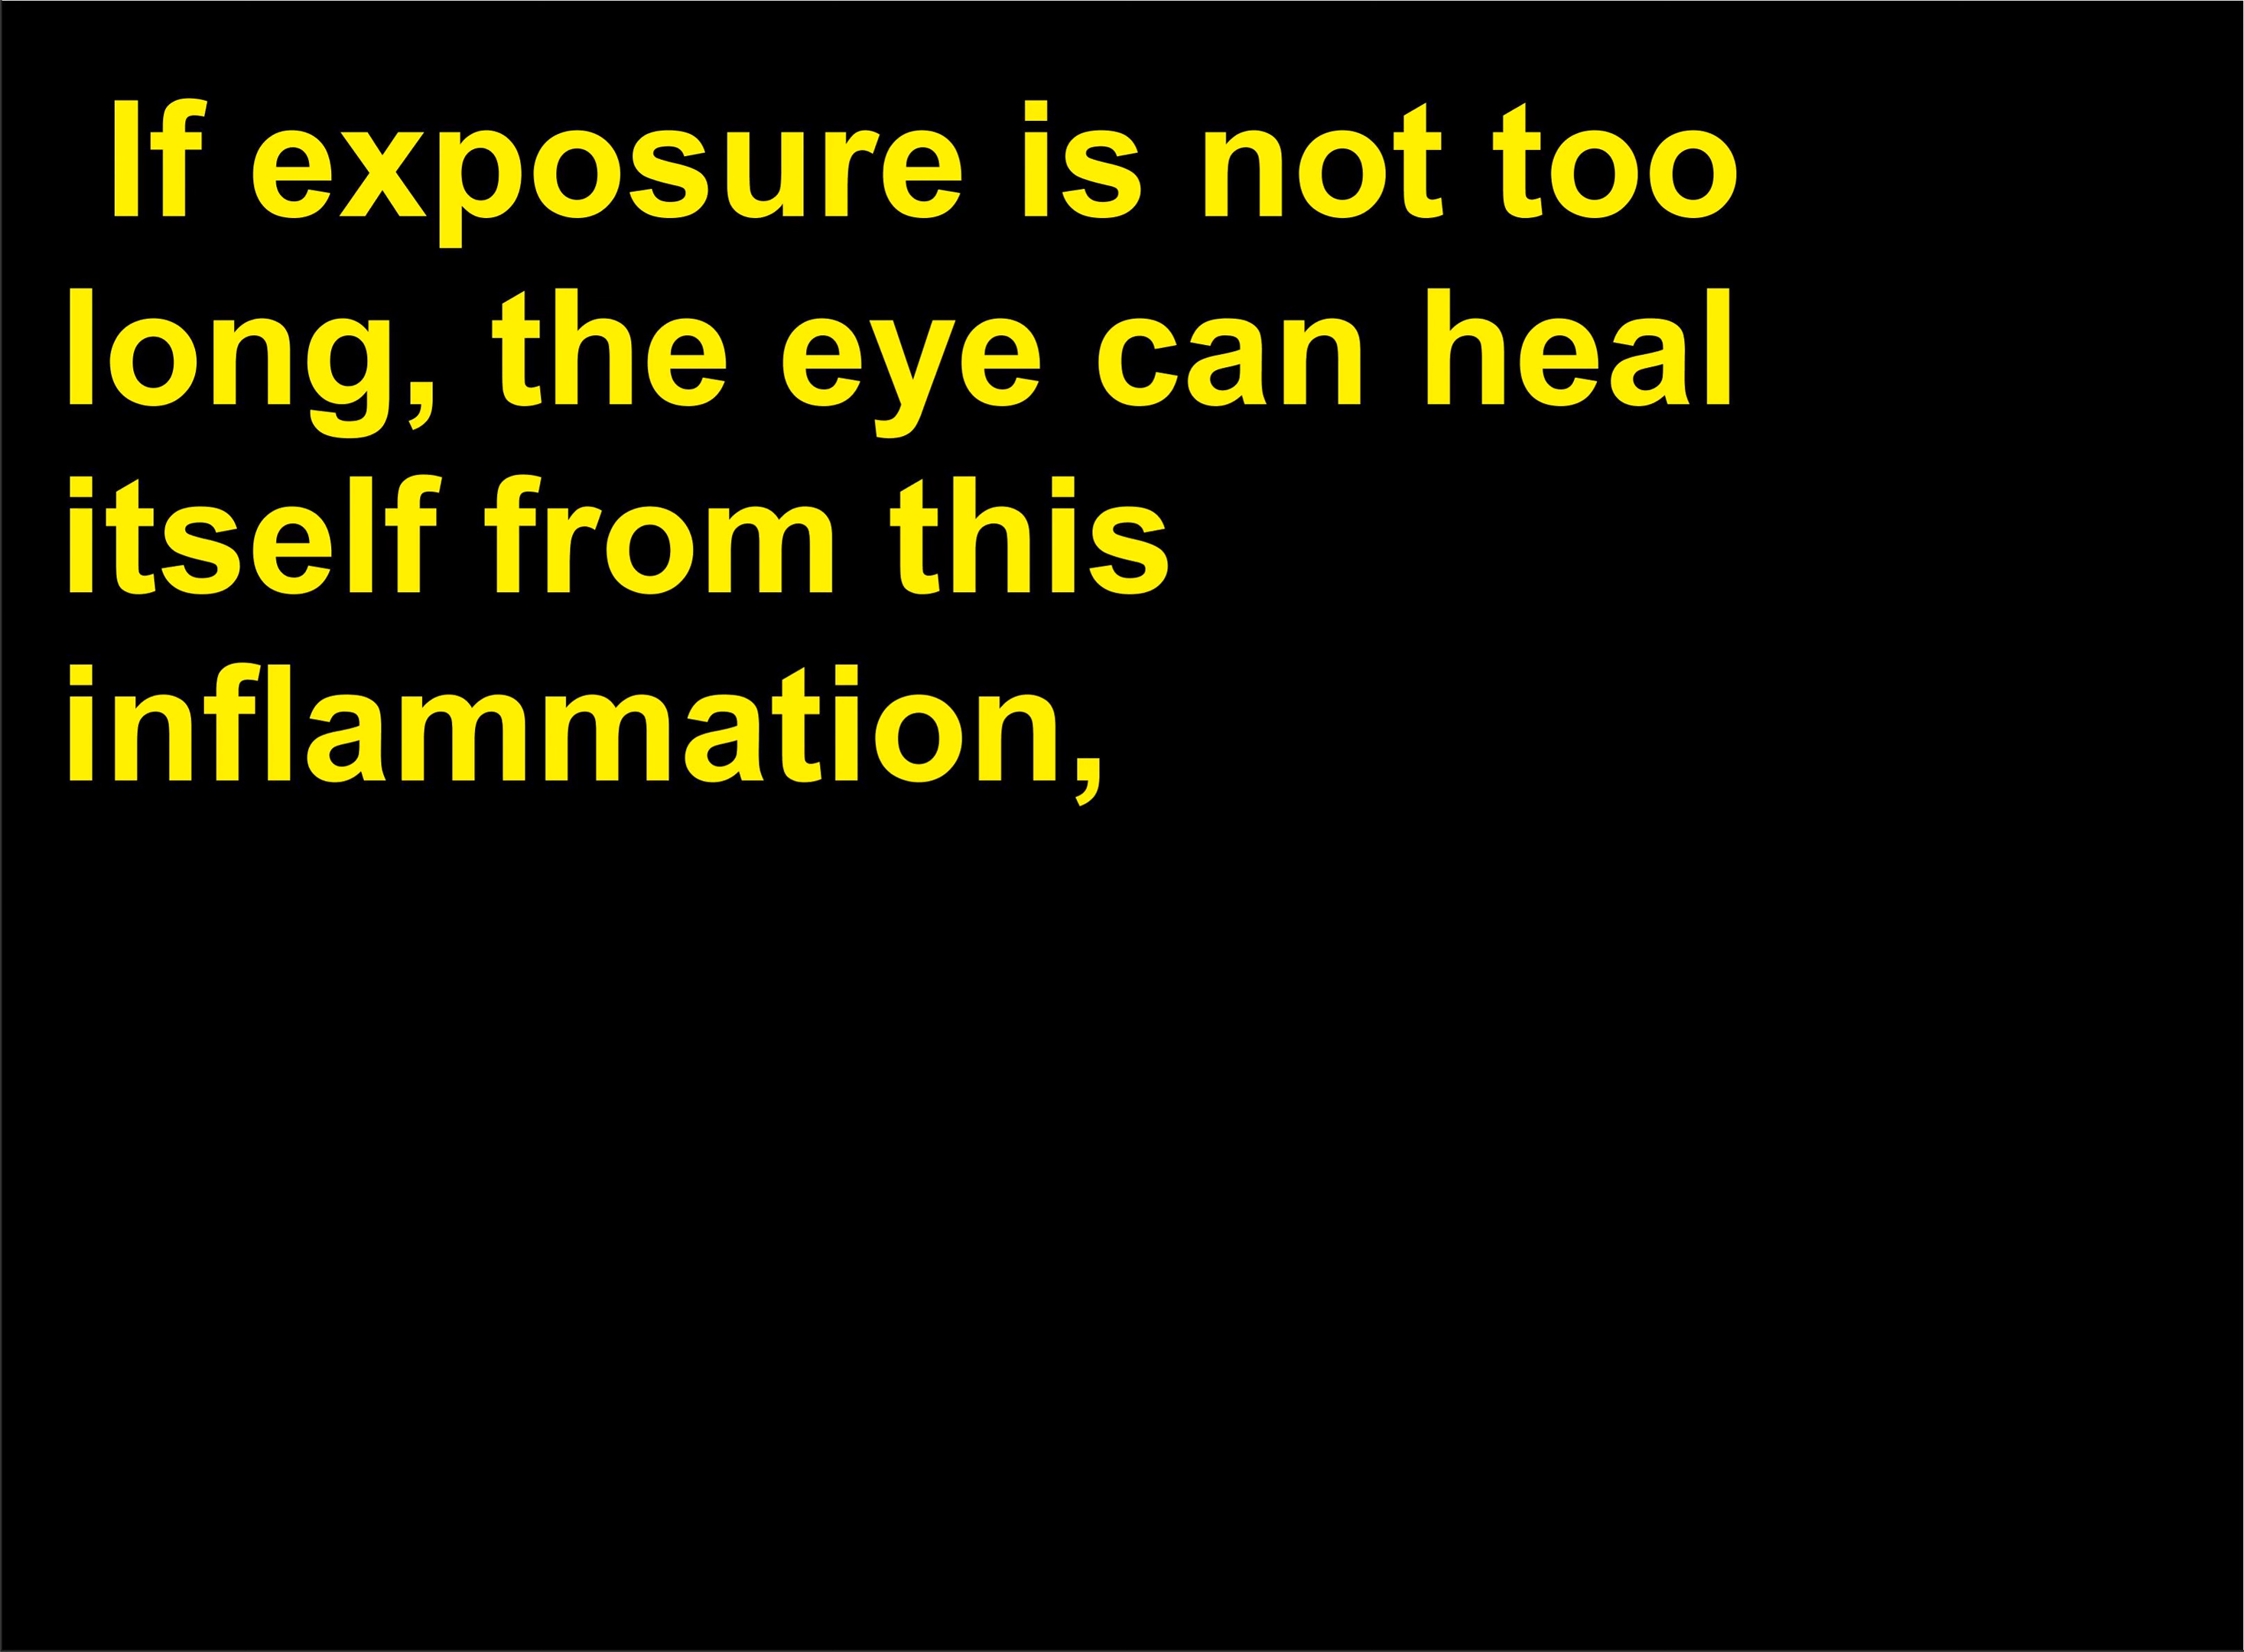 If exposure is not too
long, the eye can heal
itself from this
inflammation,